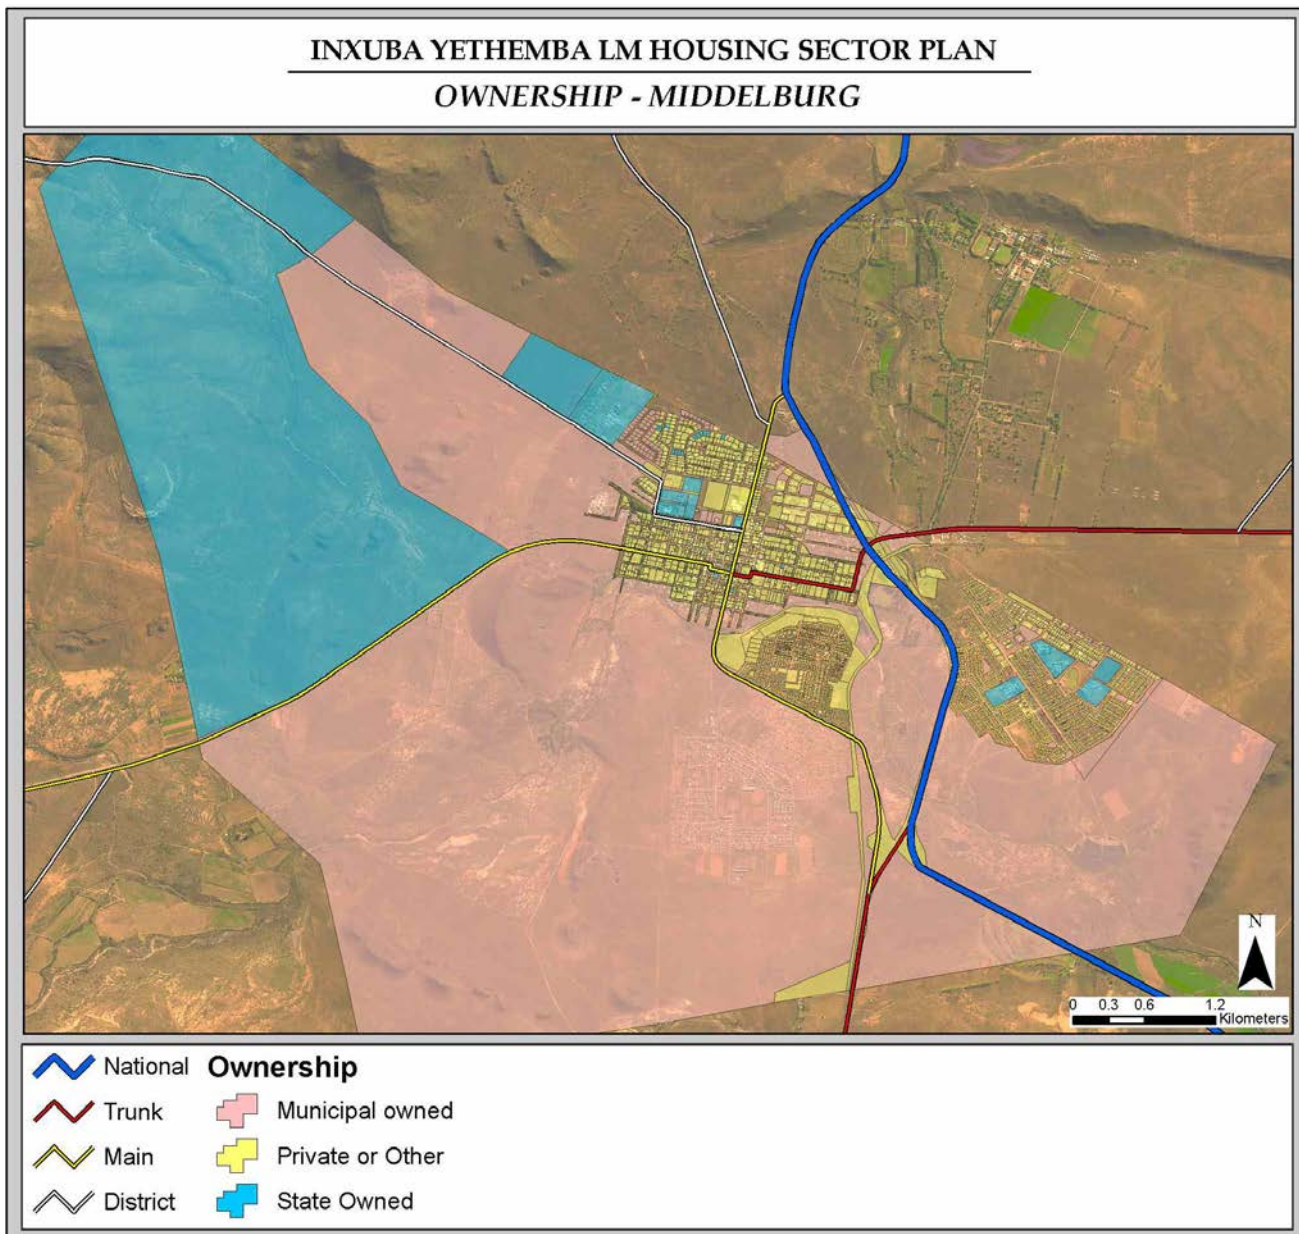 INXUBA YETHEMBA LM HOUSING SECTOR PLAN
OWNERSHIP - MIDDELBURG
N
0 0.3 0.6 1.2
Kilometers
National
Trunk
Main
District
Ownership
Municipal owned
Private or Other
State Owned